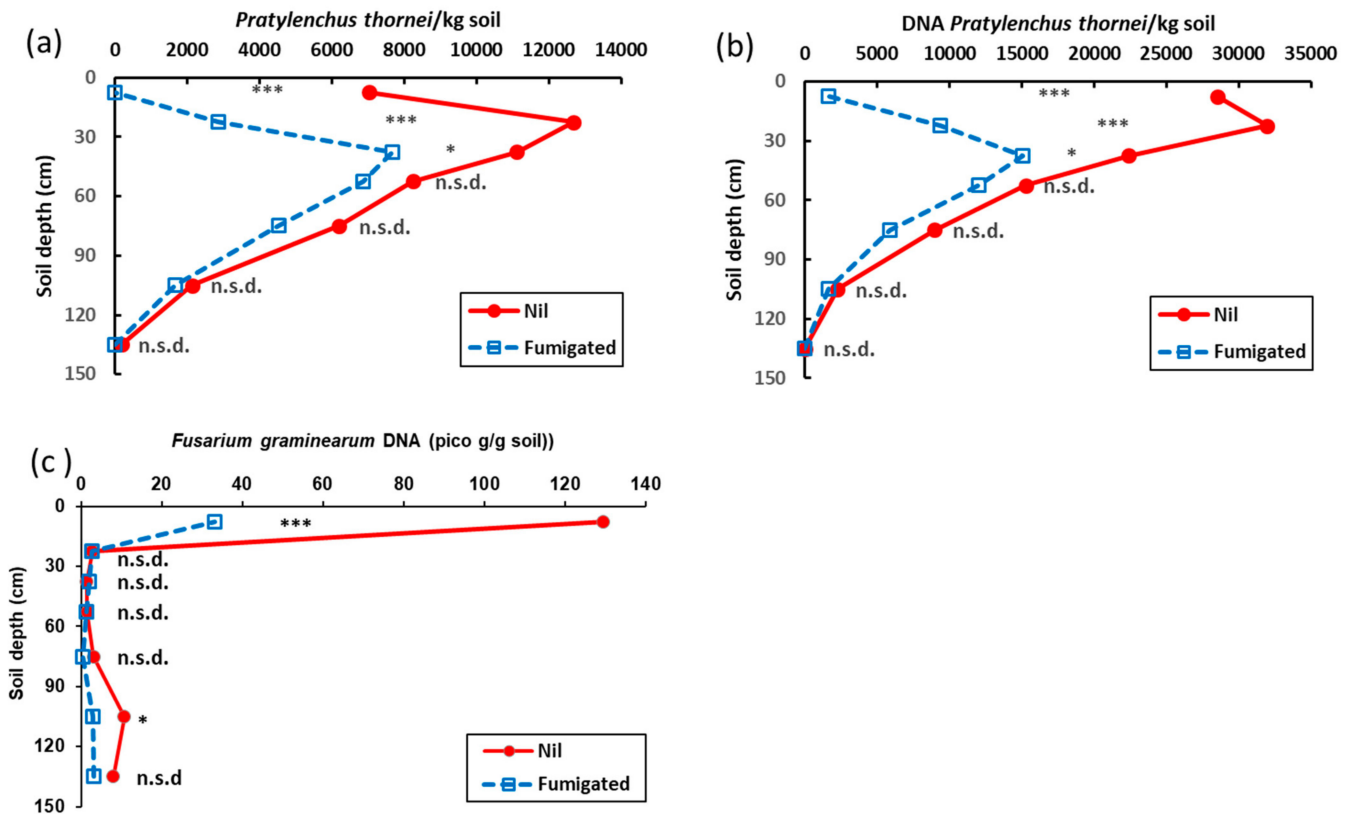 (a)
Pratylenchus thornei/kg soil
0 2000 4000 6000 8000 10000 12000 14000
Soil depth (cm)
0
30
60
90
120
150
***
***
*
n.s.d.
n.s.d.
n.s.d.
n.s.d.
Nil
Fumigated
(b)
DNA Pratylenchus thornei/kg soil
0 5000 10000 15000 20000 25000 30000 35000
Soil depth (cm)
0
30
60
90
120
150
***
***
*
n.s.d.
n.s.d.
n.s.d.
n.s.d.
Nil
Fumigated
(c )
Fusarium graminearum DNA (pico g/g soil))
0 20 40 60 80 100 120 140
Soil depth (cm)
0
30
60
90
120
150
***
n.s.d.
n.s.d.
n.s.d.
n.s.d.
*
n.s.d
Nil
Fumigated